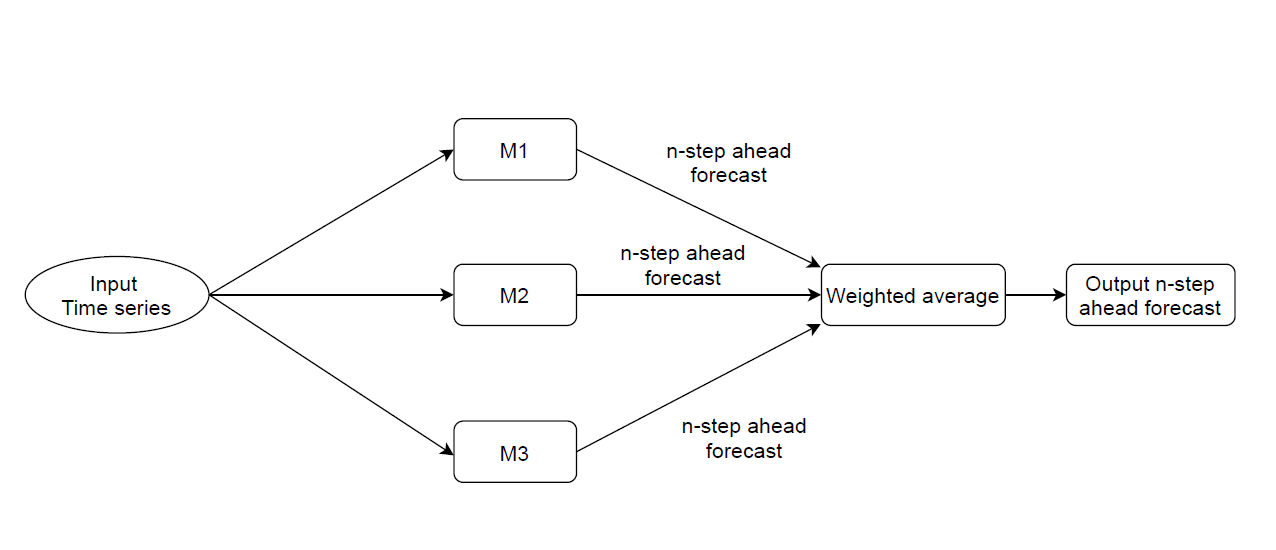 M1
n-step ahead
forecast
n-step ahead
forecast
Input
Time series
M2
Weighted average
Output n-step
ahead forecast
n-step ahead
forecast
M3